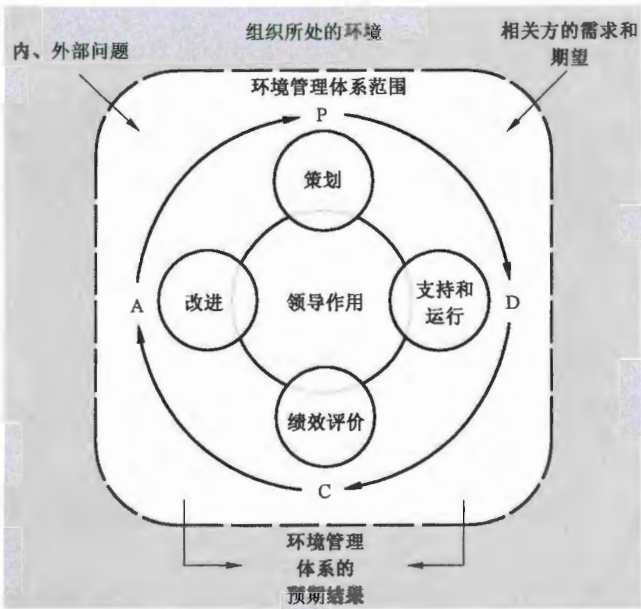 组织所处的环境
相关方的需求和
期望
内、外部问题
环境管理体系范围
P
策划
A
改进
领导作用
支持和
运行
D
绩效评价
C
环境管理
体系的
预期结果